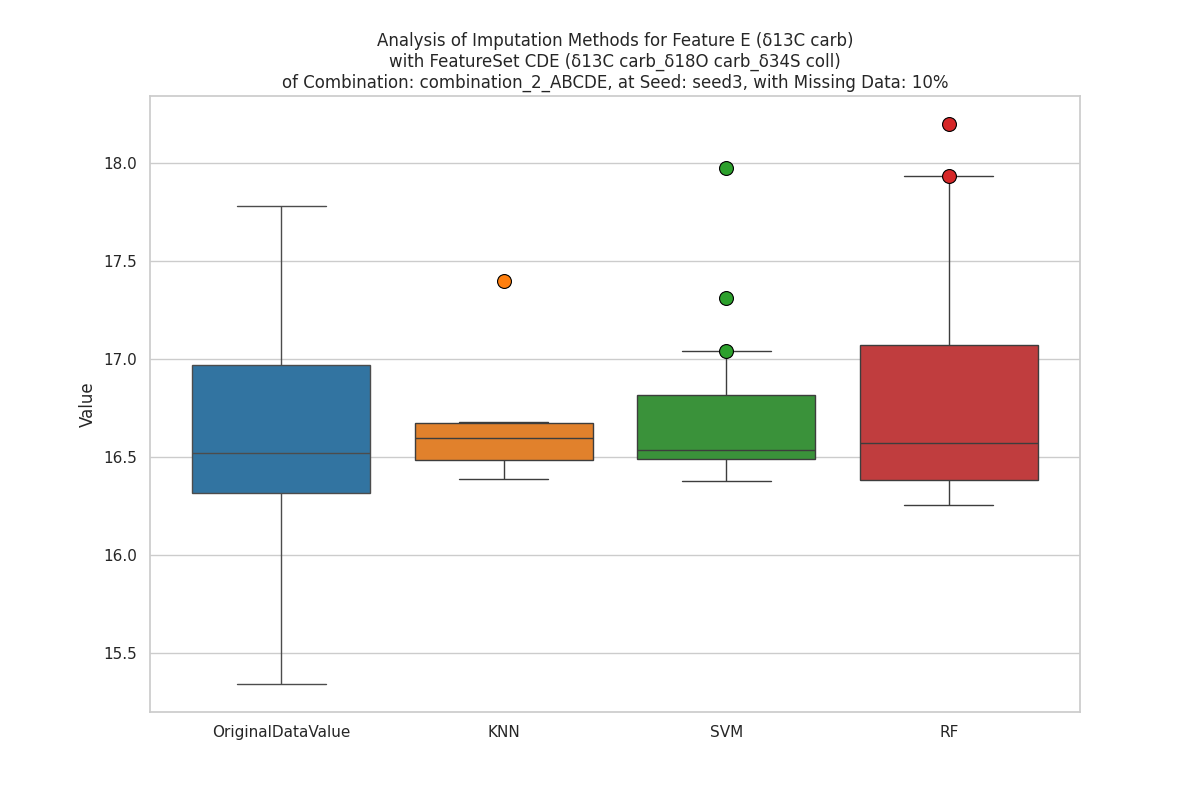 Analysis of Imputation Methods for Feature E (δ13C carb)
with FeatureSet CDE (δ13C carb_δ18O carb_δ34S coll)
of Combination: combination_2_ABCDE, at Seed: seed3, with Missing Data: 10%
18.0
17.5
17.0
16.5
16.0
15.5
Value
OriginalDataValue
KNN
SVM
RF